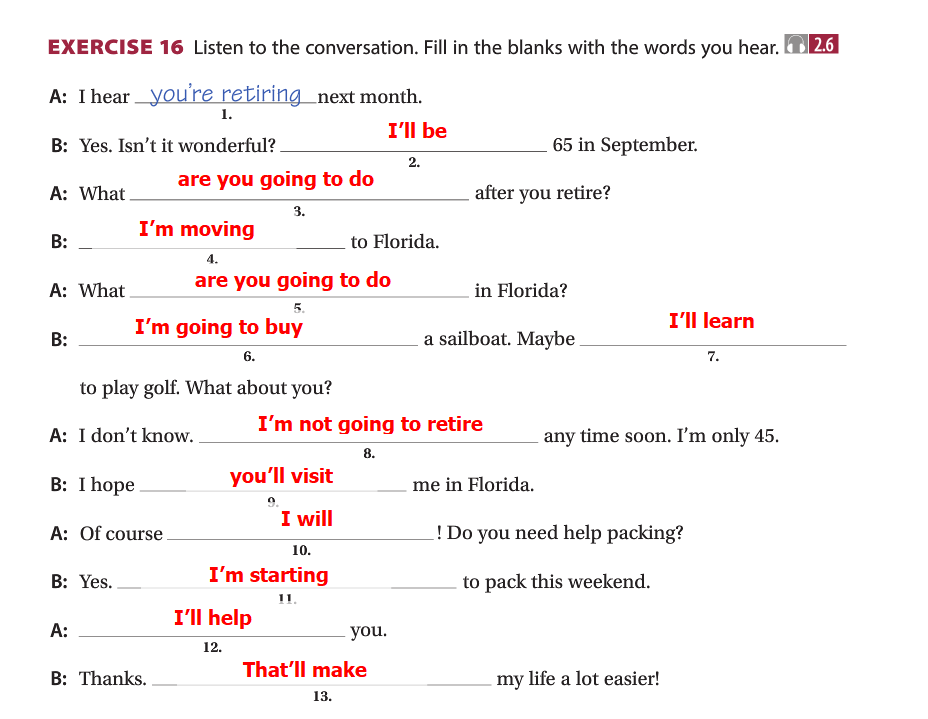 EXERCISE 16 Listen to the conversation. Fill in the blanks with the words you hear. 2.6
A: I hear you're retiring next month.
1.
B: Yes. Isn't it wonderful? I'll be 65 in September.
2.
A: What are you going to do after you retire?
3.
B: I'm moving to Florida.
4.
A: What are you going to do in Florida?
5.
B: I'm going to buy a sailboat. Maybe I'll learn
6. 7.
to play golf. What about you?
A: I don't know. I'm not going to retire any time soon. I'm only 45.
8.
B: I hope you'll visit me in Florida.
9.
A: Of course I will! Do you need help packing?
10.
B: Yes. I'm starting to pack this weekend.
11.
A: I'll help you.
12.
B: Thanks. That'll make my life a lot easier!
13.